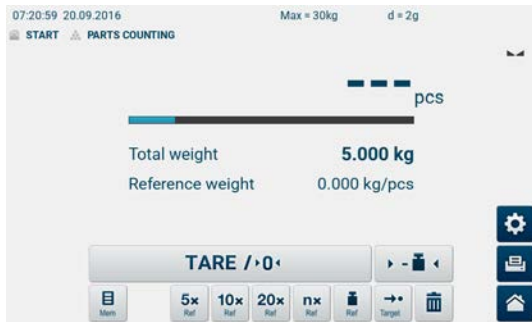 07:20:59 20.09.2016 Max = 30kg d = 2g
START PARTS COUNTING
--- pcs
Total weight 5.000 kg
Reference weight 0.000 kg/pcs
TARE /0
-
Mem 5x Ref 10x Ref 20x Ref nx Ref Ref Target